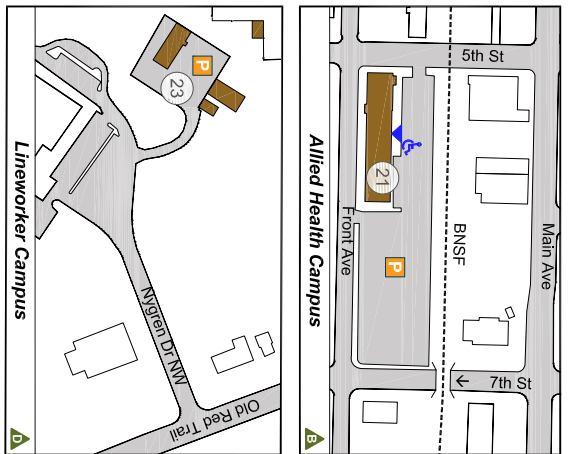 P
23
Nygren Dr NW
Old Red Trail
Lineworker Campus
D
5th St
Main Ave
BNSF
21
Front Ave
P
7th St
Allied Health Campus
B